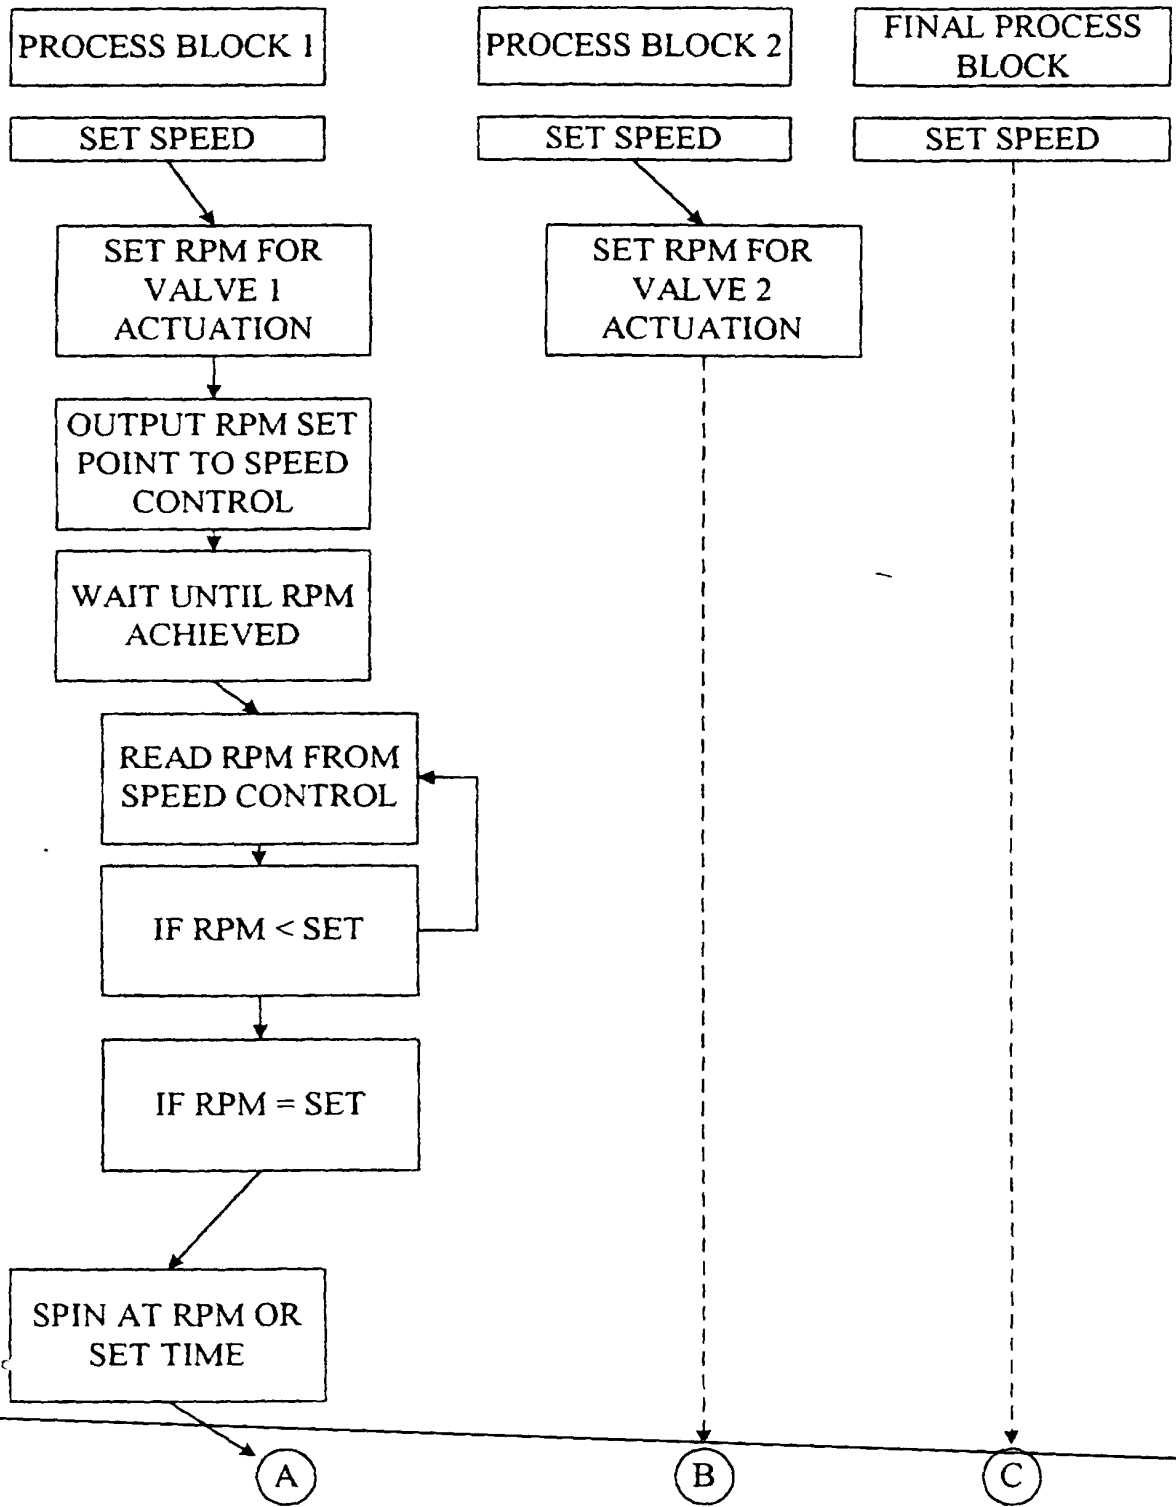 PROCESS BLOCK 1
PROCESS BLOCK 2
FINAL PROCESS
BLOCK
SET SPEED
SET SPEED
SET SPEED
SET RPM FOR
VALVE 1
ACTUATION
SET RPM FOR
VALVE 2
ACTUATION
OUTPUT RPM SET
POINT TO SPEED
CONTROL
WAIT UNTIL RPM
ACHIEVED
READ RPM FROM
SPEED CONTROL
IF RPM < SET
IF RPM = SET
SPIN AT RPM OR
SET TIME
A
B
C